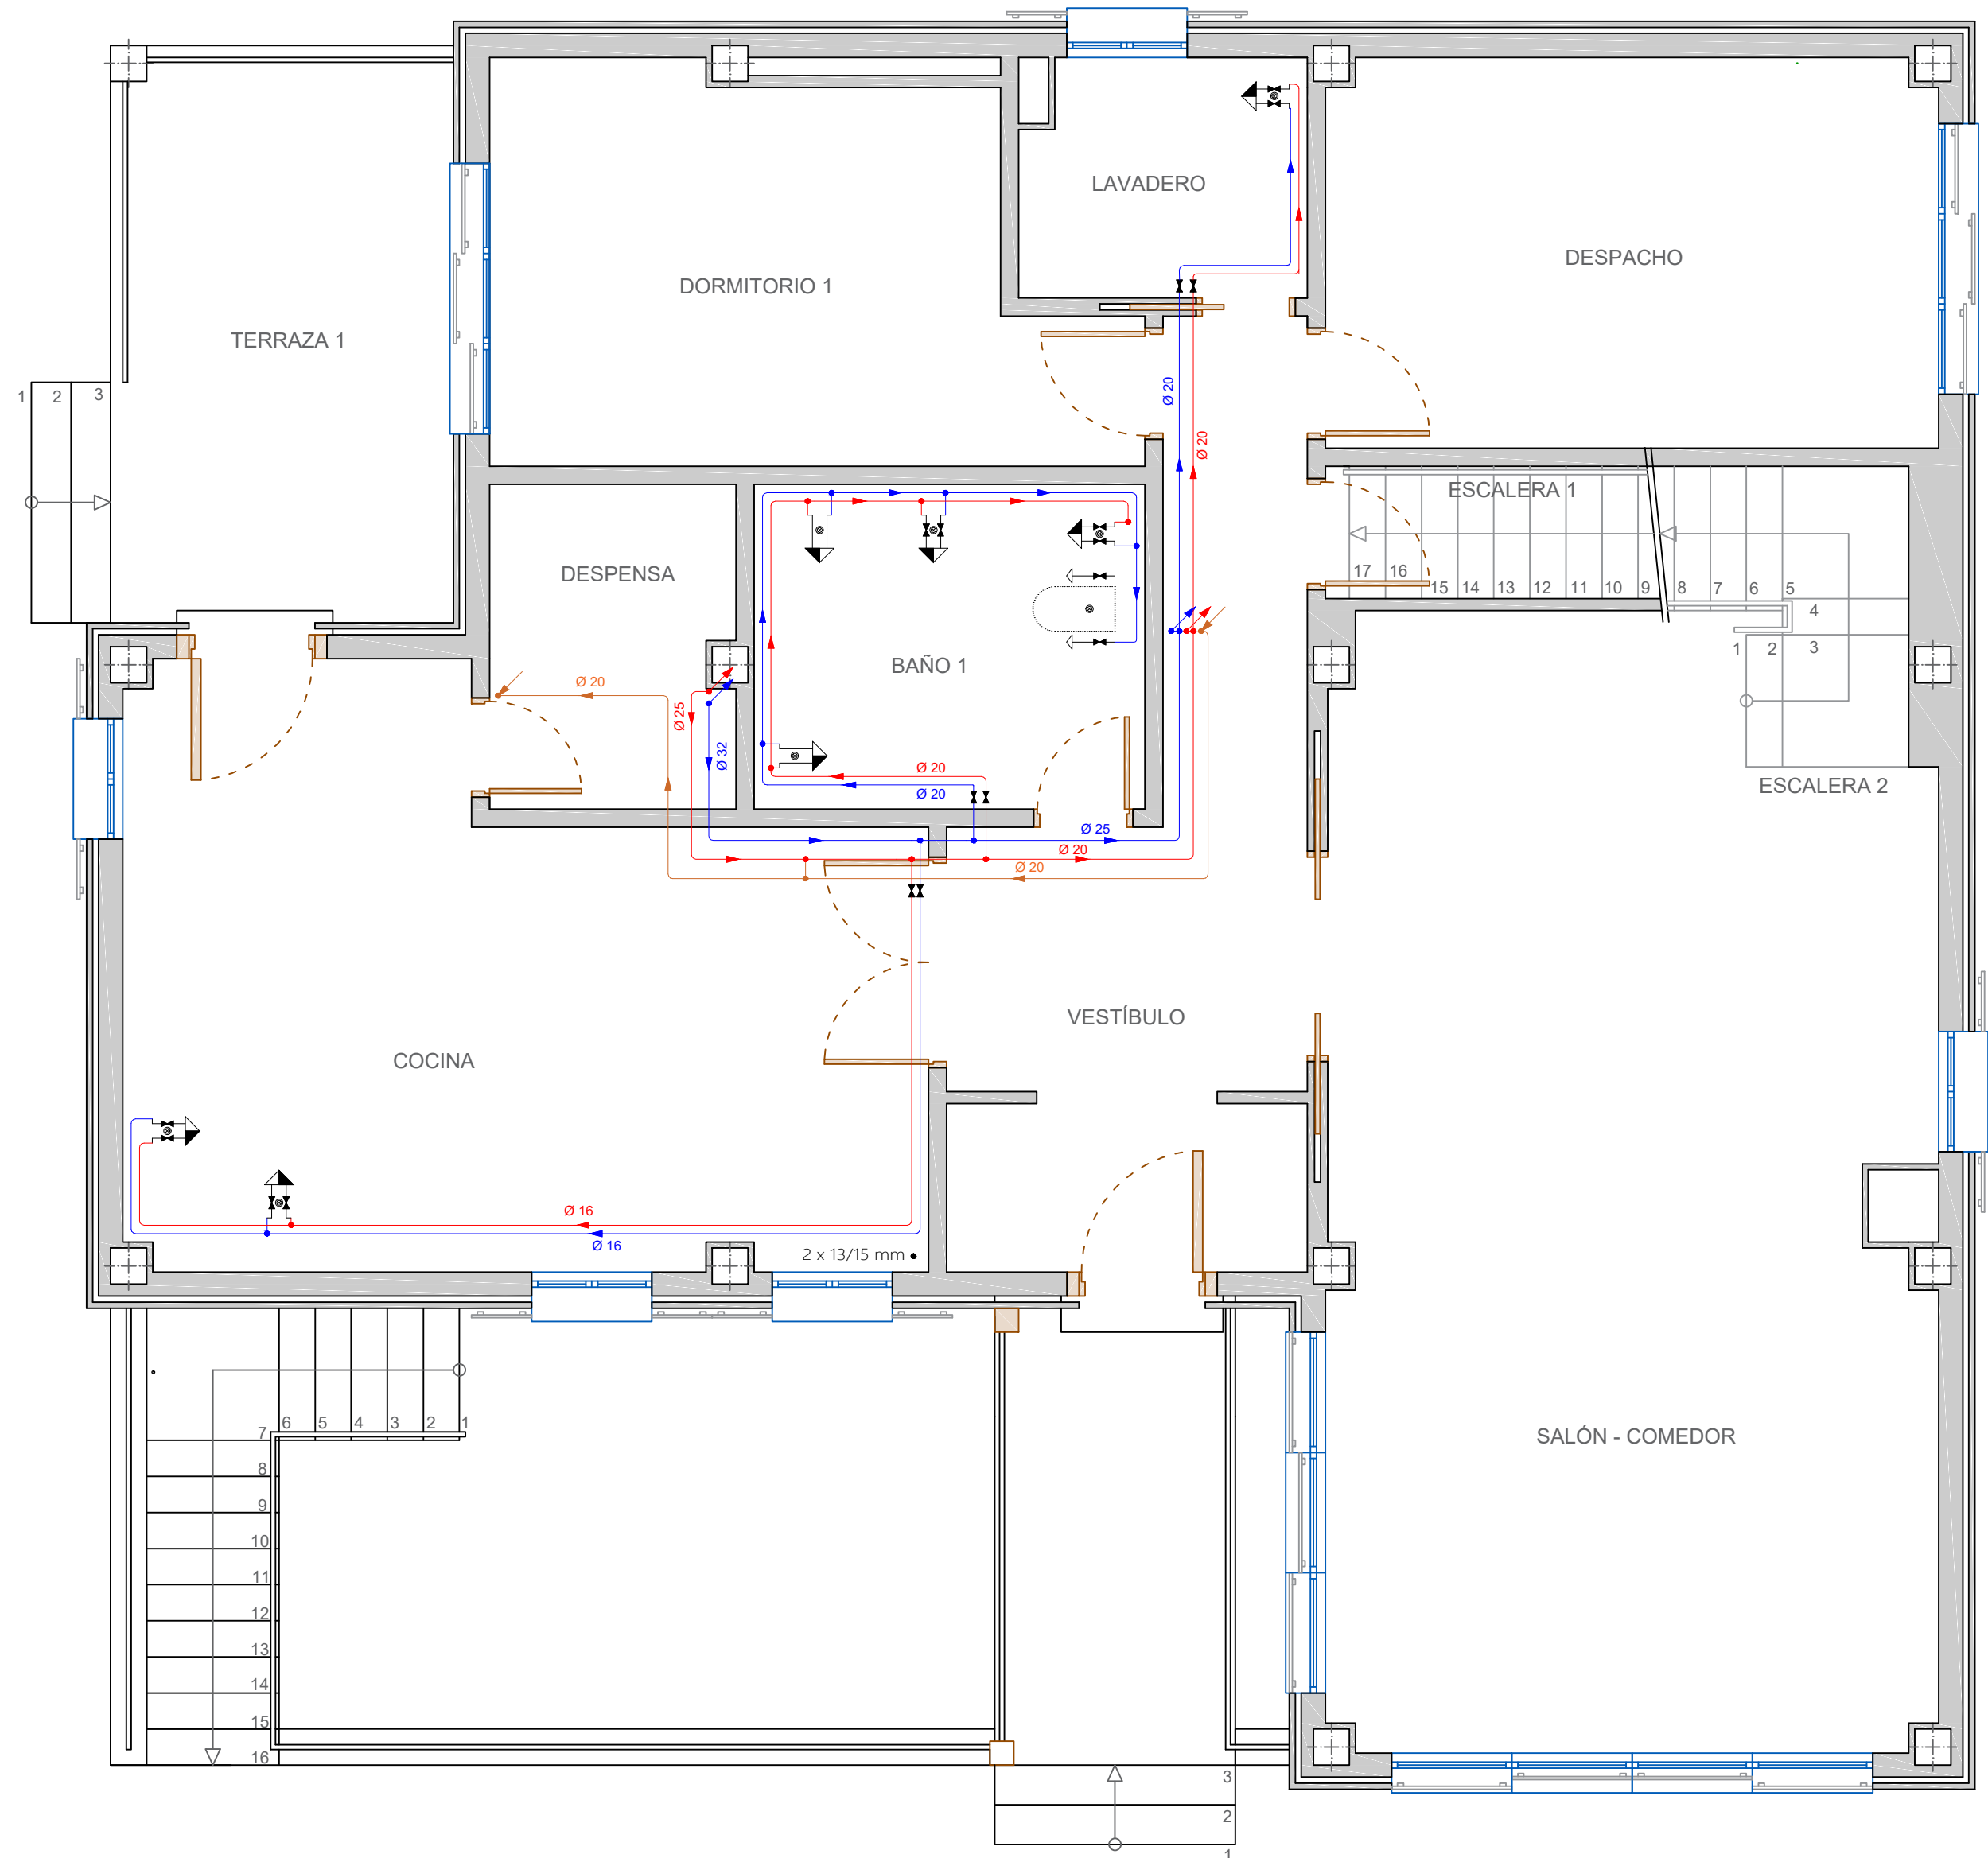 LAVADERO
DESPACHO
DORMITORIO 1
TERRAZA 1
1
2
3
Ø 20
Ø 20
ESCALERA 1
17
16
15
14
13
12
11
10
9
8
7
6
5
4
3
2
1
DESPENSA
BAÑO 1
Ø 20
Ø 25
Ø 32
Ø 20
Ø 20
ESCALERA 2
Ø 25
Ø 20
Ø 20
VESTÍBULO
COCINA
Ø 16
Ø 16
2 x 13/15 mm
6
5
4
3
2
1
7
8
9
10
11
12
13
14
15
16
SALÓN - COMEDOR
3
2
1